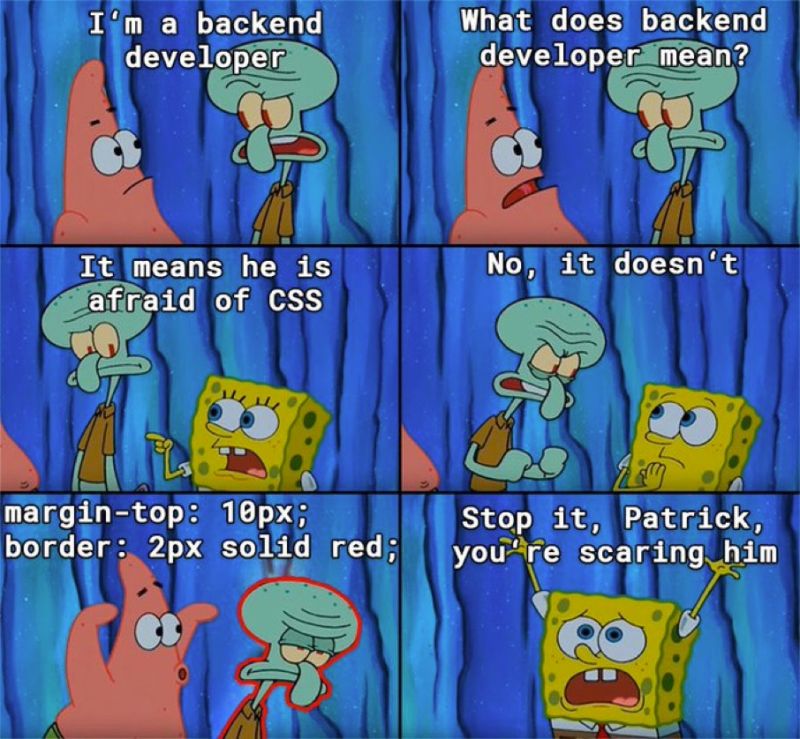 I'm a backend
developer
What does backend
developer mean?
It means he is
afraid of CSS
No, it doesn't
margin-top: 10px;
border: 2px solid red;
Stop it, Patrick,
you're scaring him